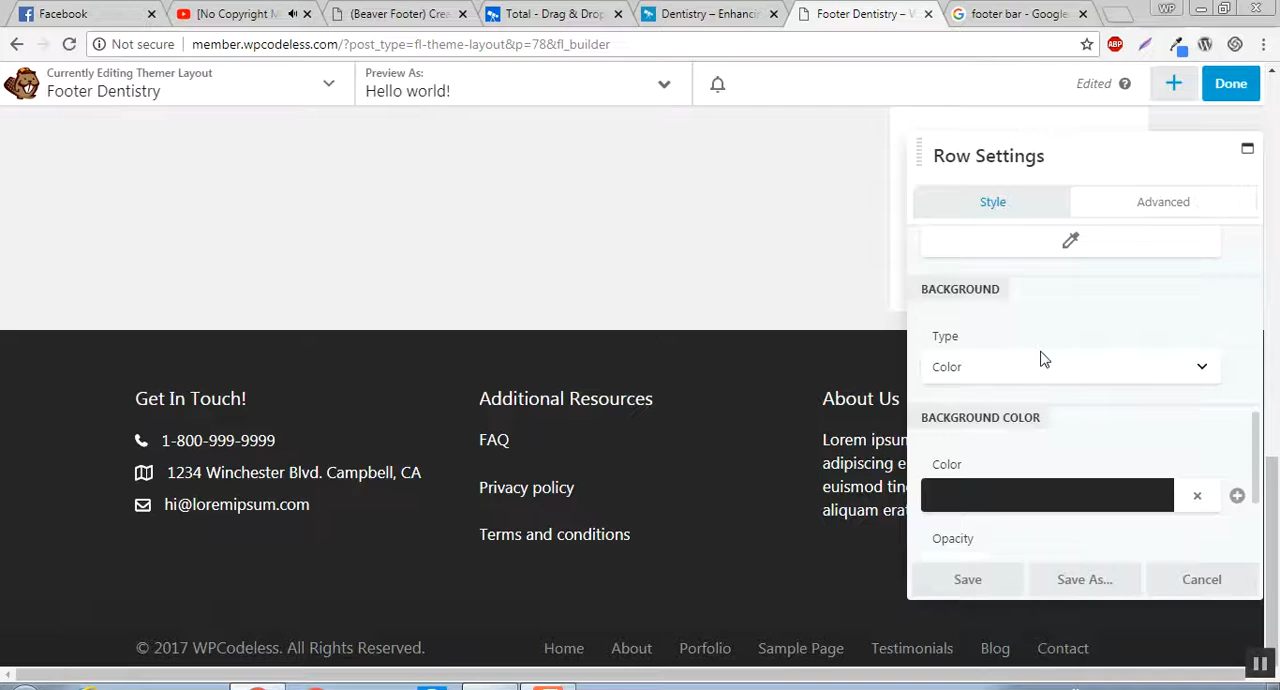 Facebook
[No Copyright M
(Beaver Footer) Crea
Total - Drag & Drop
Dentistry – Enhancing
Footer Dentistry – W
footer bar - Google
WP
Not secure
member.wpcodeless.com/?post_type=fl-theme-layout&p=78&fl_builder
ABP
Currently Editing Themer Layout
Footer Dentistry
Preview As:
Hello world!
Edited
Done
Row Settings
Style
Advanced
BACKGROUND
Type
Color
BACKGROUND COLOR
Color
Opacity
Save
Save As...
Cancel
Get In Touch!
1-800-999-9999
1234 Winchester Blvd. Campbell, CA
hi@loremipsum.com
Additional Resources
FAQ
Privacy policy
Terms and conditions
About Us
Lorem ipsum
adipiscing e
euismod tin
aliquam erat
© 2017 WPCodeless. All Rights Reserved.
Home
About
Porfolio
Sample Page
Testimonials
Blog
Contact